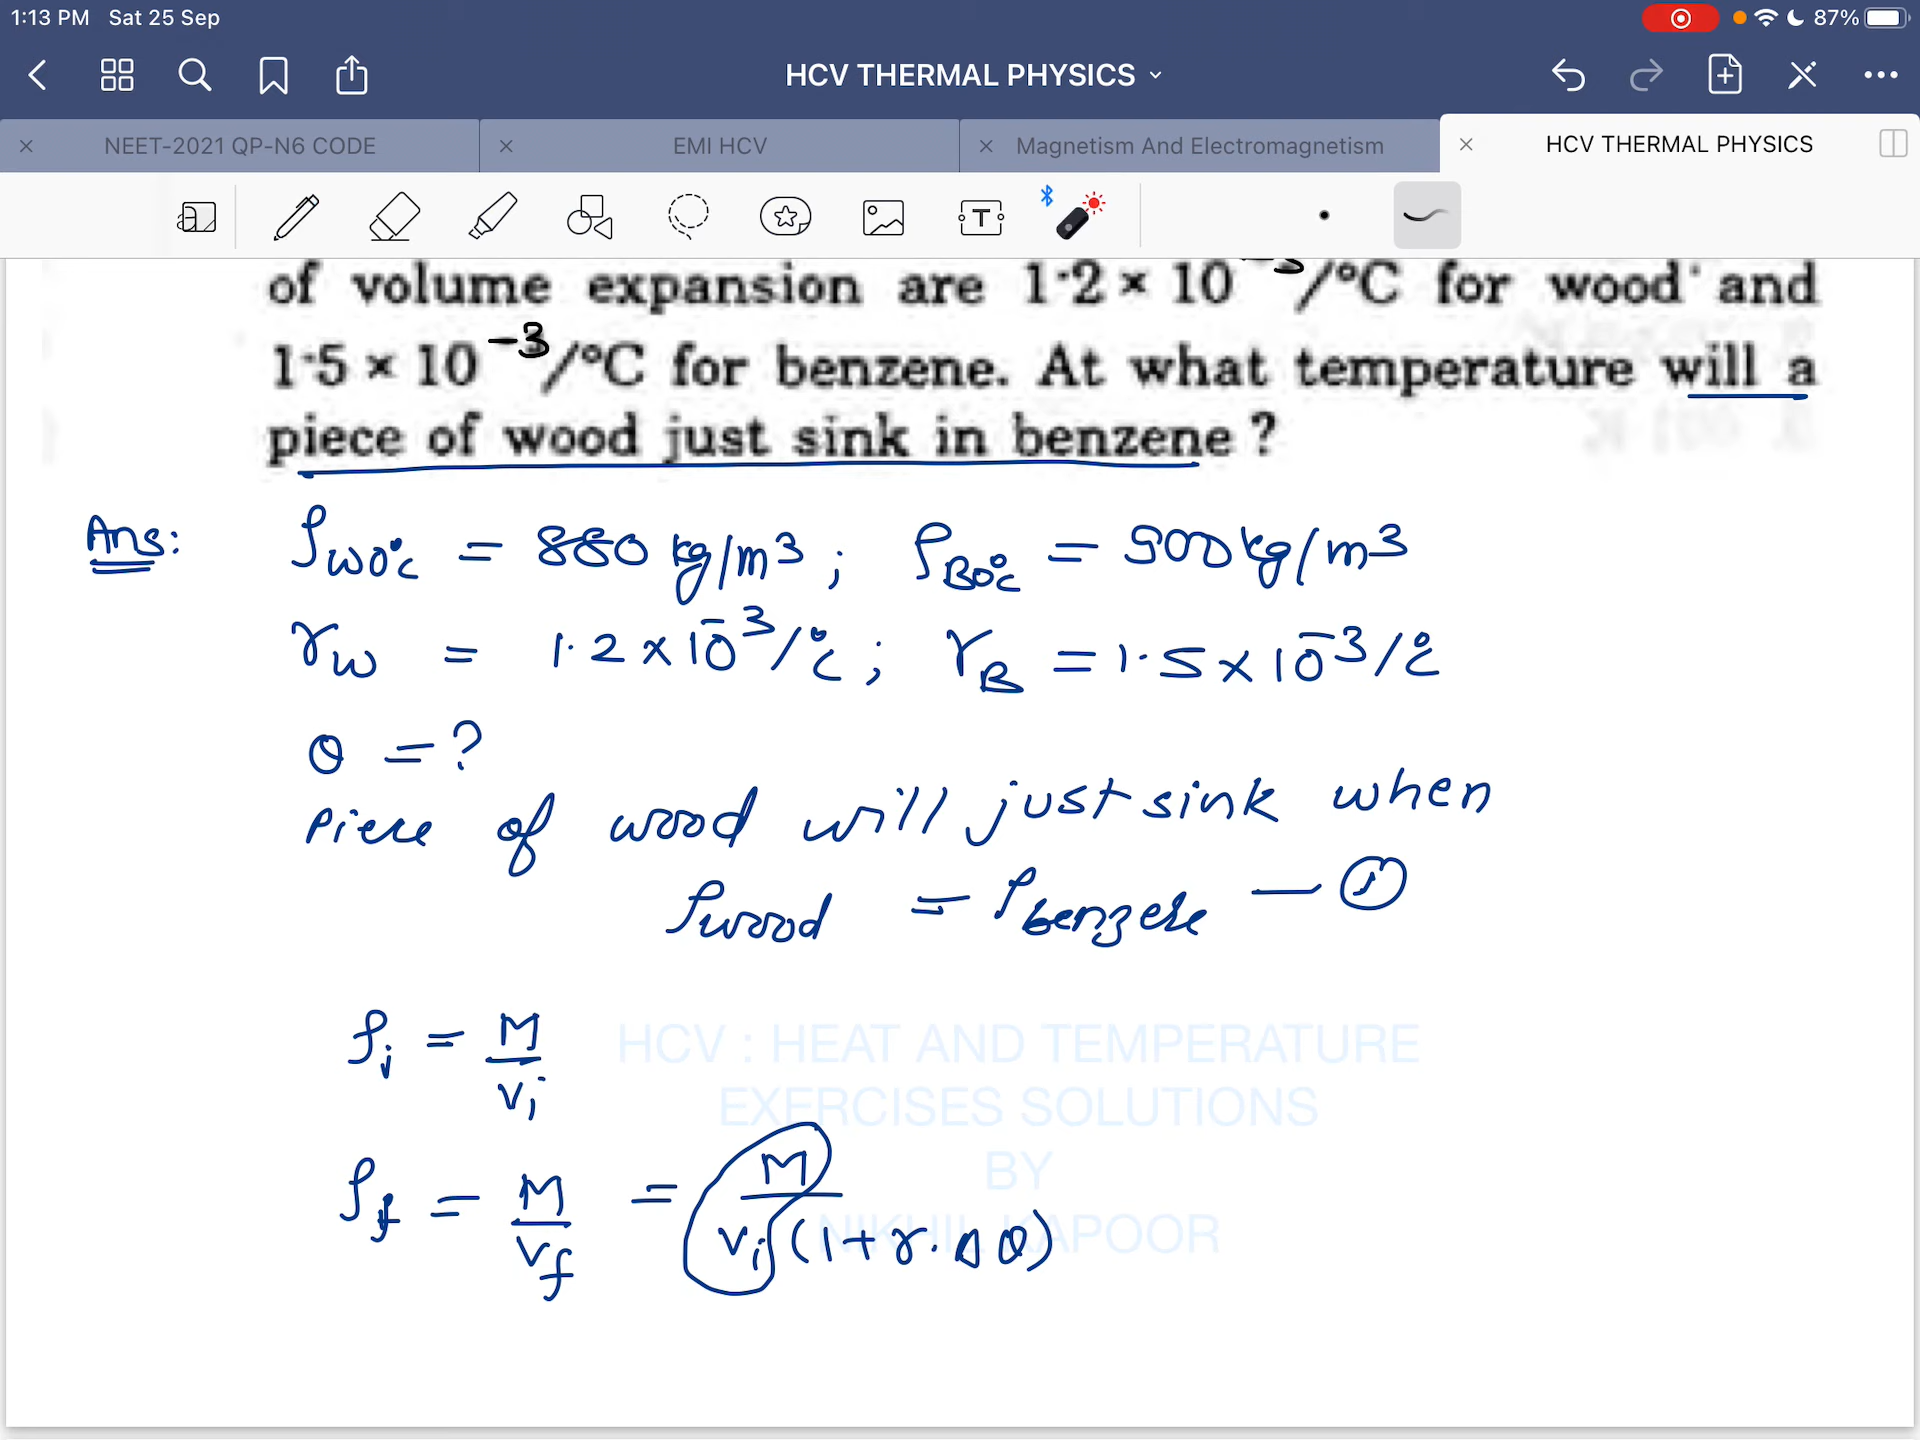 1:13 PM Sat 25 Sep
87%
HCV THERMAL PHYSICS
NEET-2021 QP-N6 CODE
EMI HCV
Magnetism And Electromagnetism
HCV THERMAL PHYSICS
of volume expansion are 1·2 × 10⁻³/°C for wood and
1·5 × 10⁻³/°C for benzene. At what temperature will a
piece of wood just sink in benzene ?
Ans: ρw0°c = 880 kg/m3 ; ρB0°c = 900 kg/m3
γw = 1.2 × 10⁻³/°c ; γB = 1.5 × 10⁻³/°c
θ = ?
Piece of wood will just sink when
ρwood = ρbenzene — ①
ρi = M/Vi
HCV : HEAT AND TEMPERATURE
EXERCISES SOLUTIONS
BY
NIKHIL KAPOOR
ρf = M/Vf = M/Vi(1+γ.Δθ)